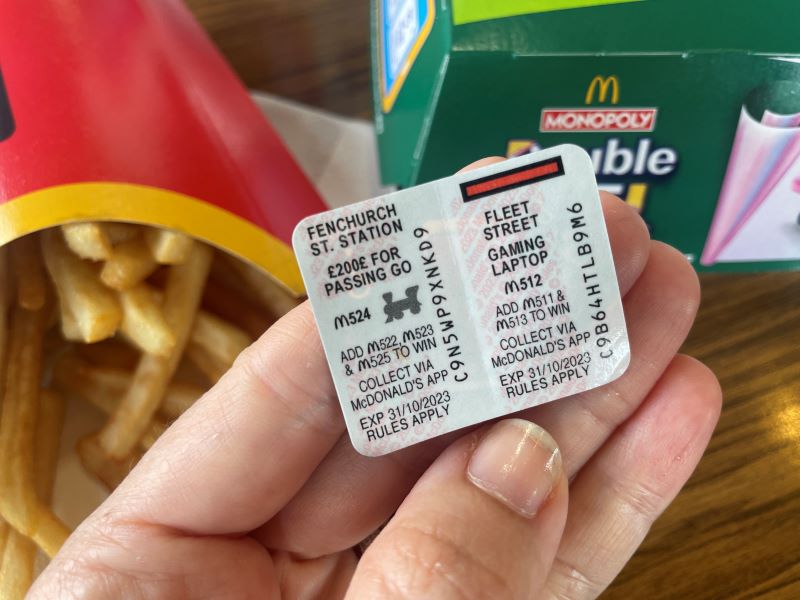 MONOPOLY
Double
FENCHURCH
ST. STATION
£200£ FOR
PASSING GO
M524
ADD M522, M523
& M525 TO WIN
COLLECT VIA
McDONALD'S APP
EXP 31/10/2023
RULES APPLY
C9N5WP9XNKD9
FLEET
STREET
GAMING
LAPTOP
M512
ADD M511 &
M513 TO WIN
COLLECT VIA
McDONALD'S APP
EXP 31/10/2023
RULES APPLY
C9B64HTLB9M6